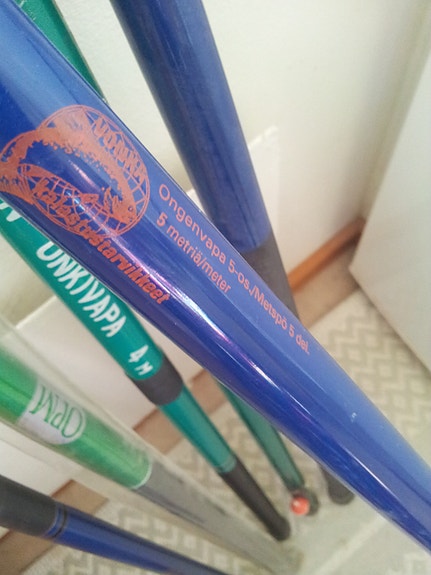 kalastustarvikkeet
Ongenvapa 5-os./Metspö 5 del.
5 metriä/meter
ONKIVAPA 4 M
OPM